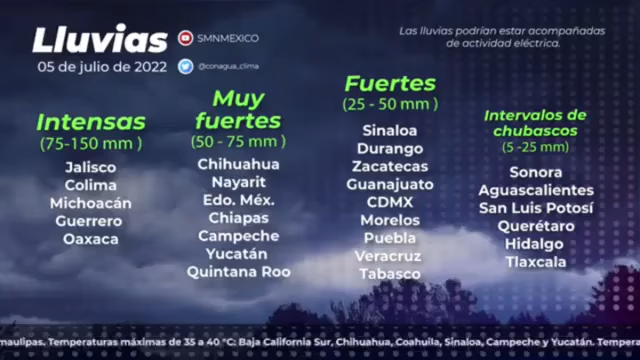 Lluvias
SMNMEXICO
05 de julio de 2022
@conagua_clima
Las lluvias podrían estar acompañadas
de actividad eléctrica.
Intensas
(75-150 mm )
Jalisco
Colima
Michoacán
Guerrero
Oaxaca
Muy
fuertes
(50 - 75 mm )
Chihuahua
Nayarit
Edo. Méx.
Chiapas
Campeche
Yucatán
Quintana Roo
Fuertes
(25 - 50 mm )
Sinaloa
Durango
Zacatecas
Guanajuato
CDMX
Morelos
Puebla
Veracruz
Tabasco
Intervalos de
chubascos
(5 -25 mm)
Sonora
Aguascalientes
San Luis Potosí
Querétaro
Hidalgo
Tlaxcala
maulipas. Temperaturas máximas de 35 a 40 °C: Baja California Sur, Chihuahua, Coahuila, Sinaloa, Campeche y Yucatán. Tempera